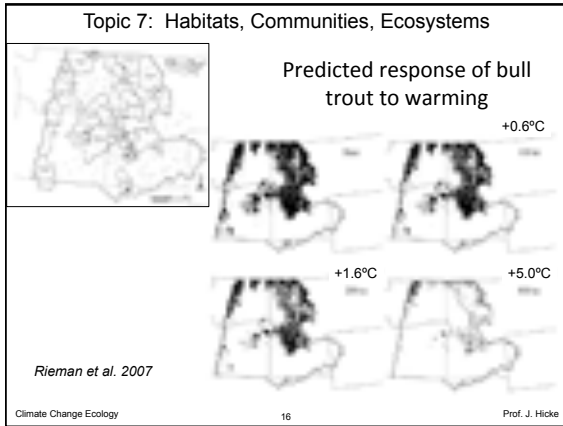 Topic 7: Habitats, Communities, Ecosystems
Predicted response of bull
trout to warming
+0.6ºC
+1.6ºC
+5.0ºC
Rieman et al. 2007
Climate Change Ecology
16
Prof. J. Hicke